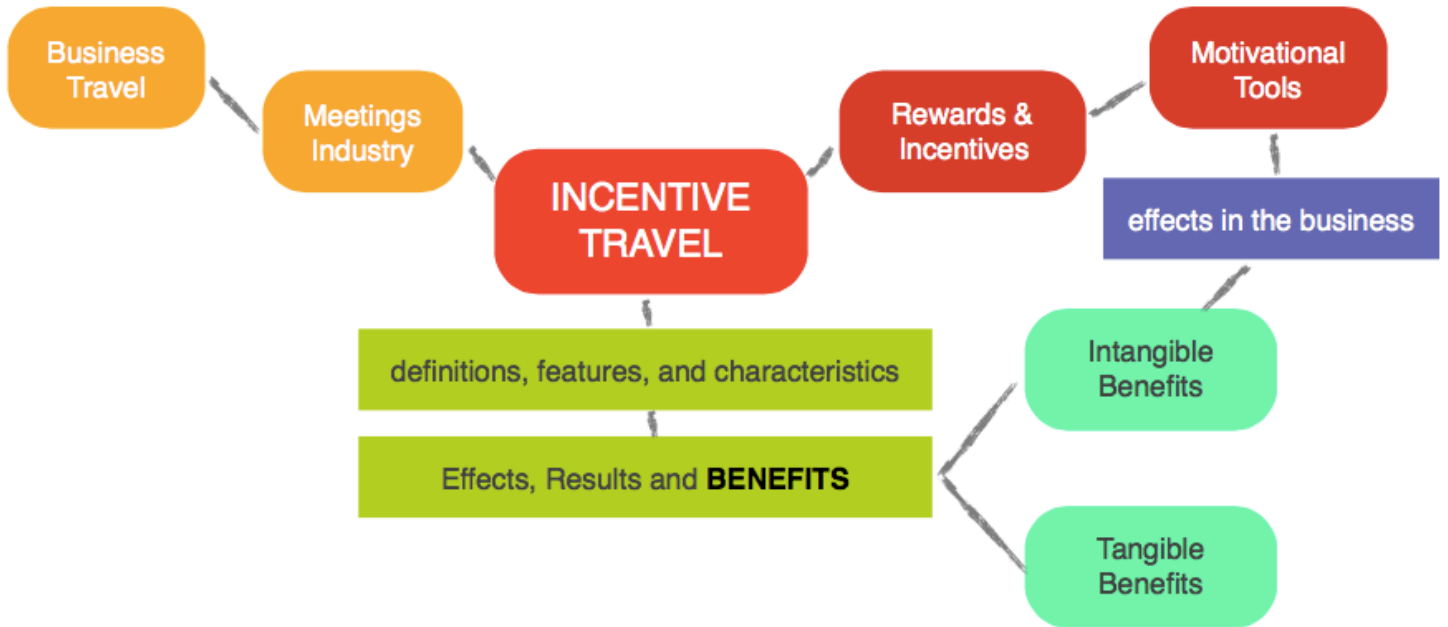 Business
Travel
Meetings
Industry
INCENTIVE
TRAVEL
Rewards &
Incentives
Motivational
Tools
effects in the business
definitions, features, and characteristics
Effects, Results and BENEFITS
Intangible
Benefits
Tangible
Benefits